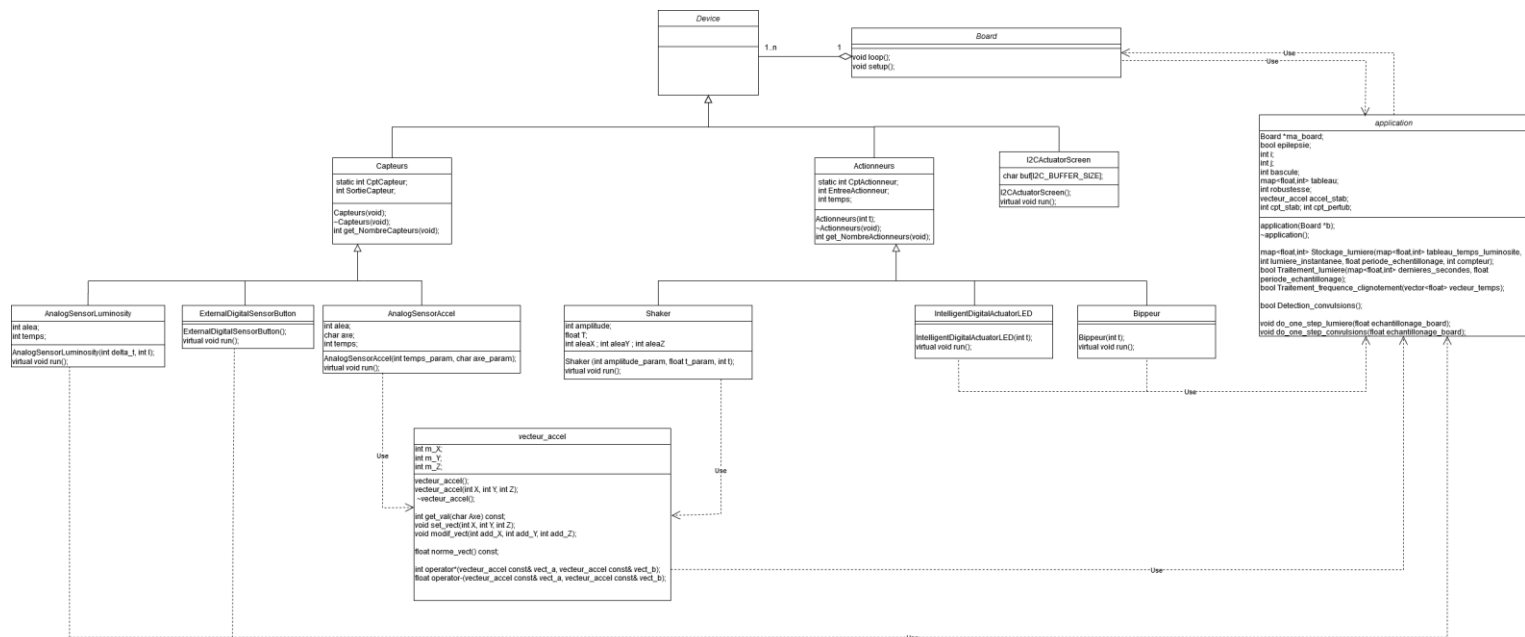 Device
1..n
1
Board
void loop();
void setup();
Use
Use
application
Board *ma_board;
bool epilepsie;
int i;
int j;
int bascule;
map<float,int> tableau;
int robustesse;
vecteur_accel accel_stab;
int cpt_stab; int cpt_pertub;
application(Board *b);
~application();
map<float,int> Stockage_lumiere(map<float,int> tableau_temps_luminosite,
int lumiere_instantanee, float periode_echentillonage, int compteur);
bool Traitement_lumiere(map<float,int> dernieres_secondes, float
periode_echantillonage);
bool Traitement_frequence_clignotement(vector<float> vecteur_temps);
bool Detection_convulsions();
void do_one_step_lumiere(float echantillonage_board);
void do_one_step_convulsions(float echantillonage_board);
Capteurs
static int CptCapteur;
int SortieCapteur;
Capteurs(void);
~Capteurs(void);
int get_NombreCapteurs(void);
Actionneurs
static int CptActionneur;
int EntreeActionneur;
int temps;
Actionneurs(int t);
~Actionneurs(void);
int get_NombreActionneurs(void);
I2CActuatorScreen
char buf[I2C_BUFFER_SIZE];
I2CActuatorScreen();
virtual void run();
AnalogSensorLuminosity
int alea;
int temps;
AnalogSensorLuminosity(int delta_t, int l);
virtual void run();
ExternalDigitalSensorButton
ExternalDigitalSensorButton();
virtual void run();
AnalogSensorAccel
int alea;
char axe;
int temps;
AnalogSensorAccel(int temps_param, char axe_param);
virtual void run();
Shaker
int amplitude;
float T;
int aleaX ; int aleaY ; int aleaZ
Shaker (int amplitude_param, float t_param, int t);
virtual void run();
IntelligentDigitalActuatorLED
IntelligentDigitalActuatorLED(int t);
virtual void run();
Bippeur
Bippeur(int t);
virtual void run();
Use
vecteur_accel
int m_X;
int m_Y;
int m_Z;
vecteur_accel();
vecteur_accel(int X, int Y, int Z);
~vecteur_accel();
int get_val(char Axe) const;
void set_vect(int X, int Y, int Z);
void modif_vect(int add_X, int add_Y, int add_Z);
float norme_vect() const;
int operator*(vecteur_accel const& vect_a, vecteur_accel const& vect_b);
float operator-(vecteur_accel const& vect_a, vecteur_accel const& vect_b);
Use
Use
Use
Use